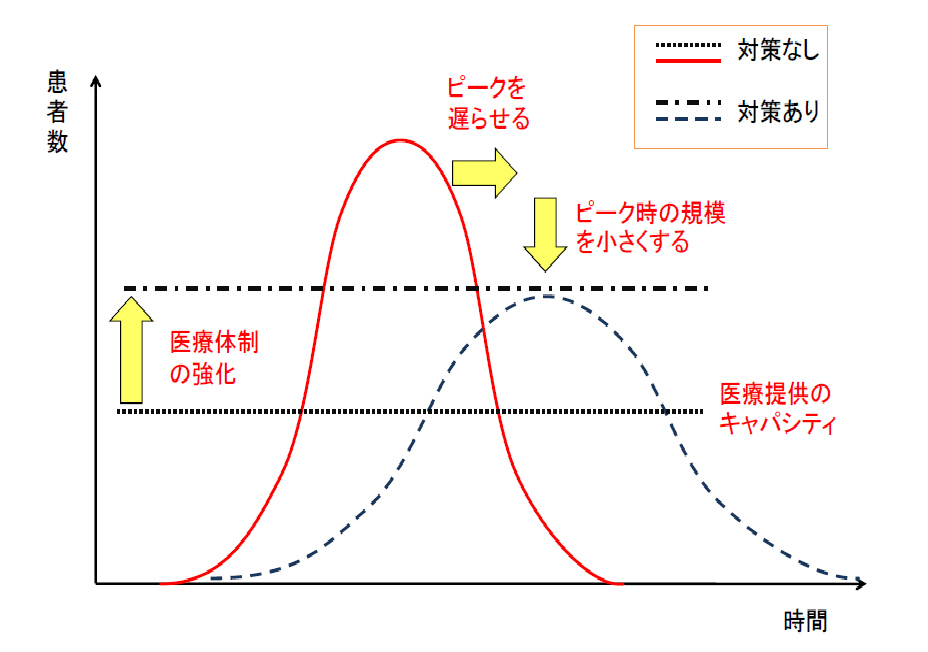 対策なし
対策あり
患者数
ピークを
遅らせる
ピーク時の規模
を小さくする
医療体制
の強化
医療提供の
キャパシティ
時間